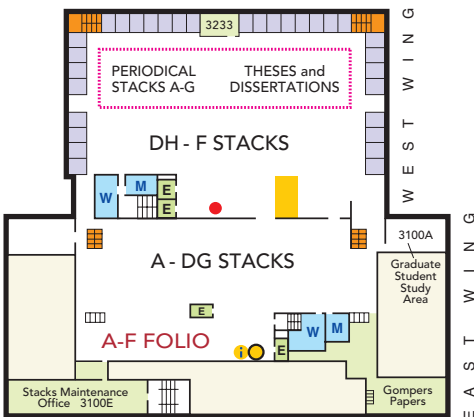 3233
PERIODICAL
STACKS A-G
THESES and
DISSERTATIONS
WEST WING
DH - F STACKS
M
W
E
E
3100A
A - DG STACKS
Graduate
Student
Study
Area
E
A-F FOLIO
i
W
M
E
EAST WING
Stacks Maintenance
Office 3100E
Gompers
Papers